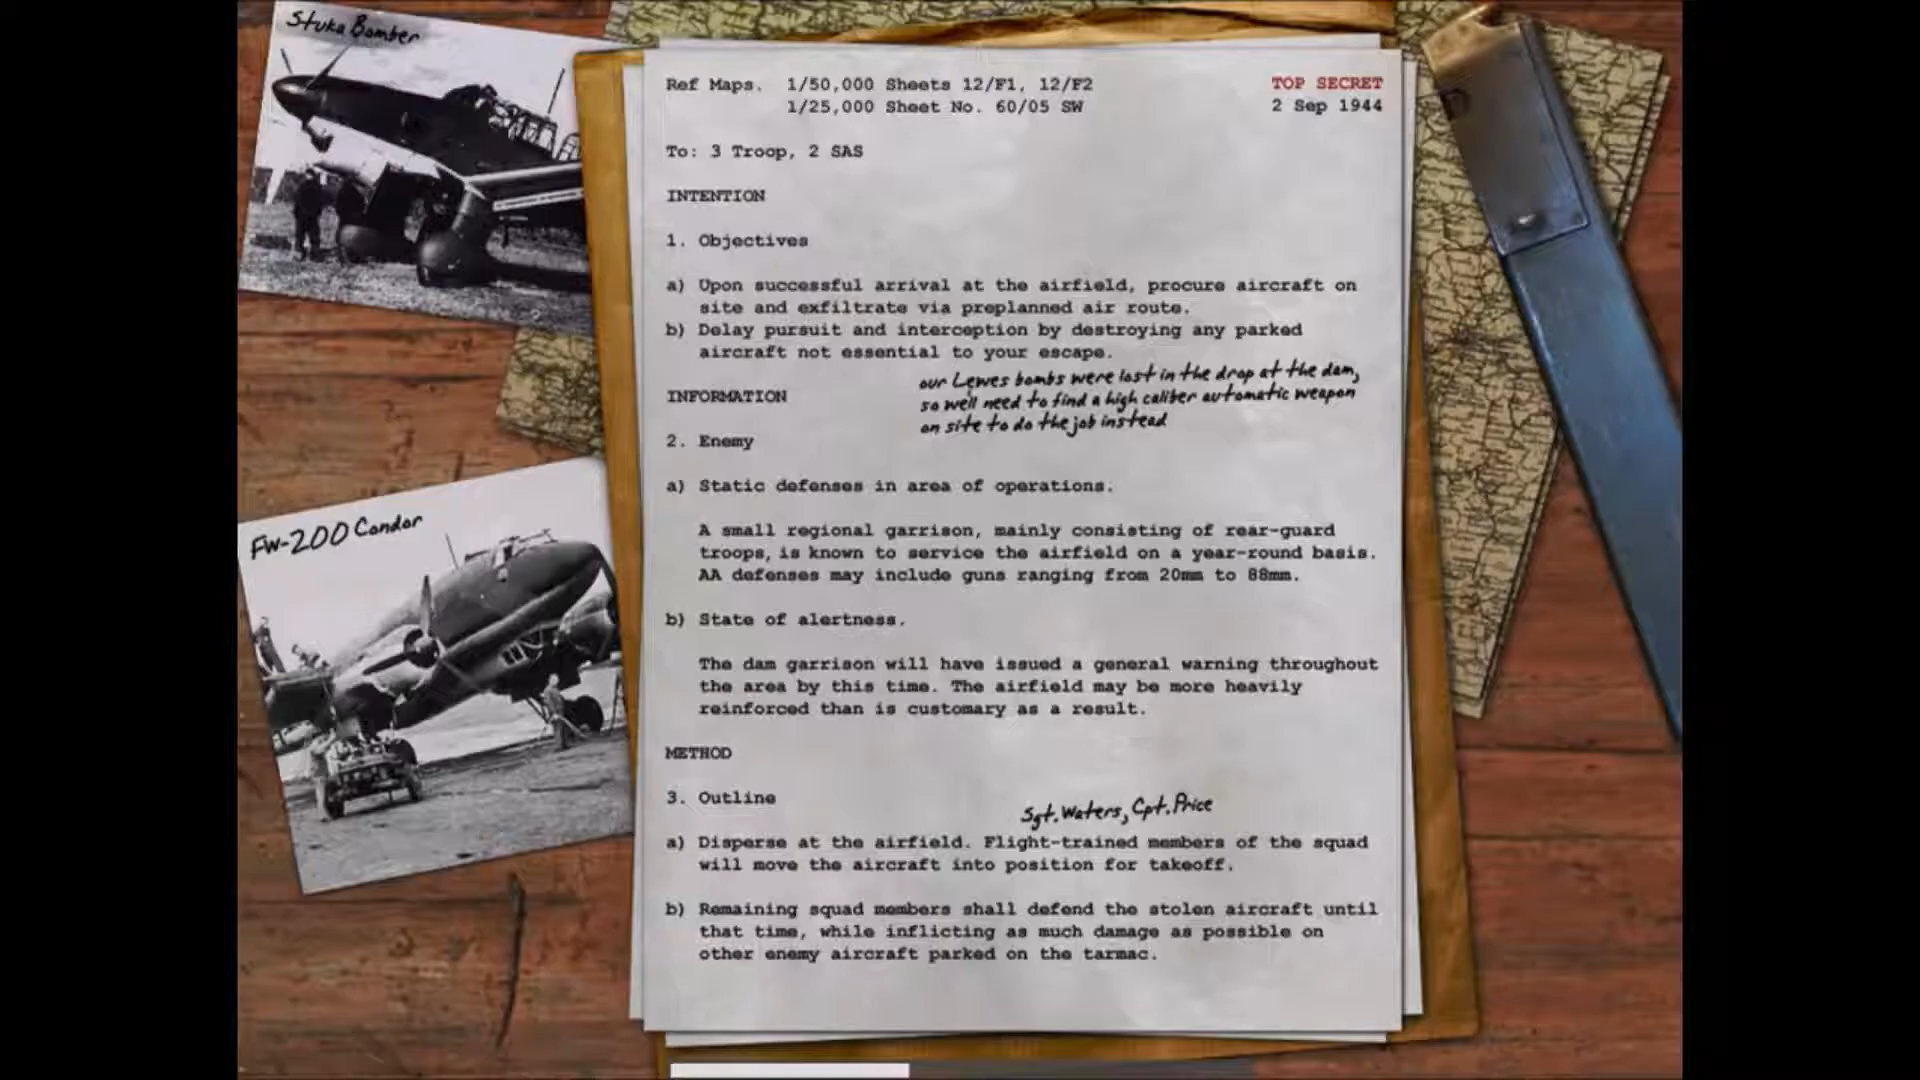 Stuka Bomber
FW-200 Condor
Ref Maps. 1/50,000 Sheets 12/F1, 12/F2
1/25,000 Sheet No. 60/05 SW
TOP SECRET
2 Sep 1944
To: 3 Troop, 2 SAS
INTENTION
1. Objectives
a) Upon successful arrival at the airfield, procure aircraft on
site and exfiltrate via preplanned air route.
b) Delay pursuit and interception by destroying any parked
aircraft not essential to your escape.
our Lewes bombs were lost in the drop at the dam,
so we'll need to find a high caliber automatic weapon
on site to do the job instead
INFORMATION
2. Enemy
a) Static defenses in area of operations.
A small regional garrison, mainly consisting of rear-guard
troops, is known to service the airfield on a year-round basis.
AA defenses may include guns ranging from 20mm to 88mm.
b) State of alertness.
The dam garrison will have issued a general warning throughout
the area by this time. The airfield may be more heavily
reinforced than is customary as a result.
METHOD
3. Outline
Sgt. Waters, Cpt. Price
a) Disperse at the airfield. Flight-trained members of the squad
will move the aircraft into position for takeoff.
b) Remaining squad members shall defend the stolen aircraft until
that time, while inflicting as much damage as possible on
other enemy aircraft parked on the tarmac.